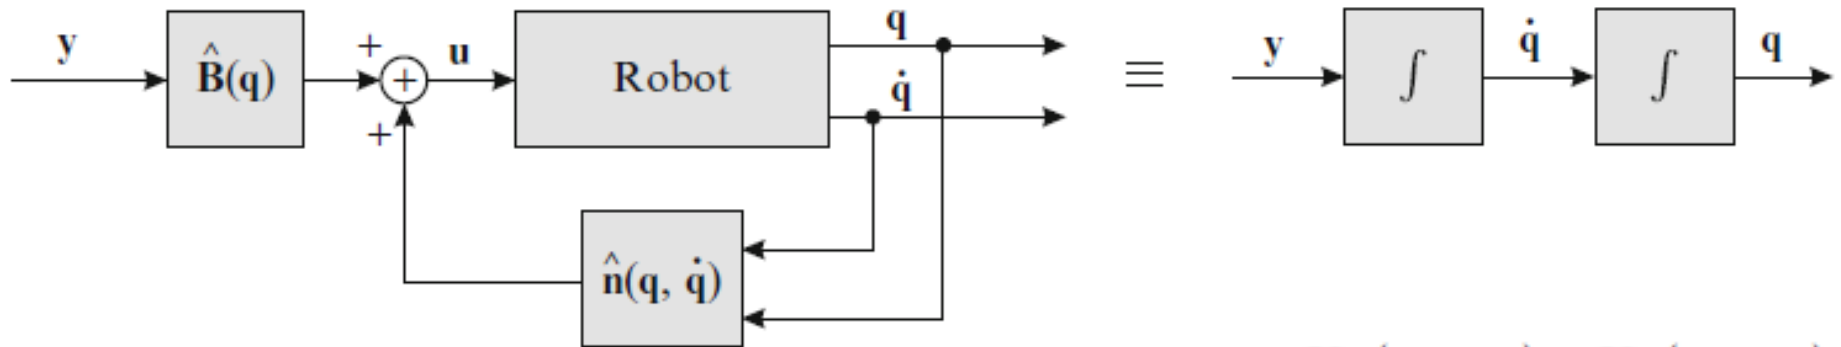 y
B̂(q)
+
+
+
u
Robot
q
q̇
n̂(q, q̇)
≡
y
∫
q̇
∫
q